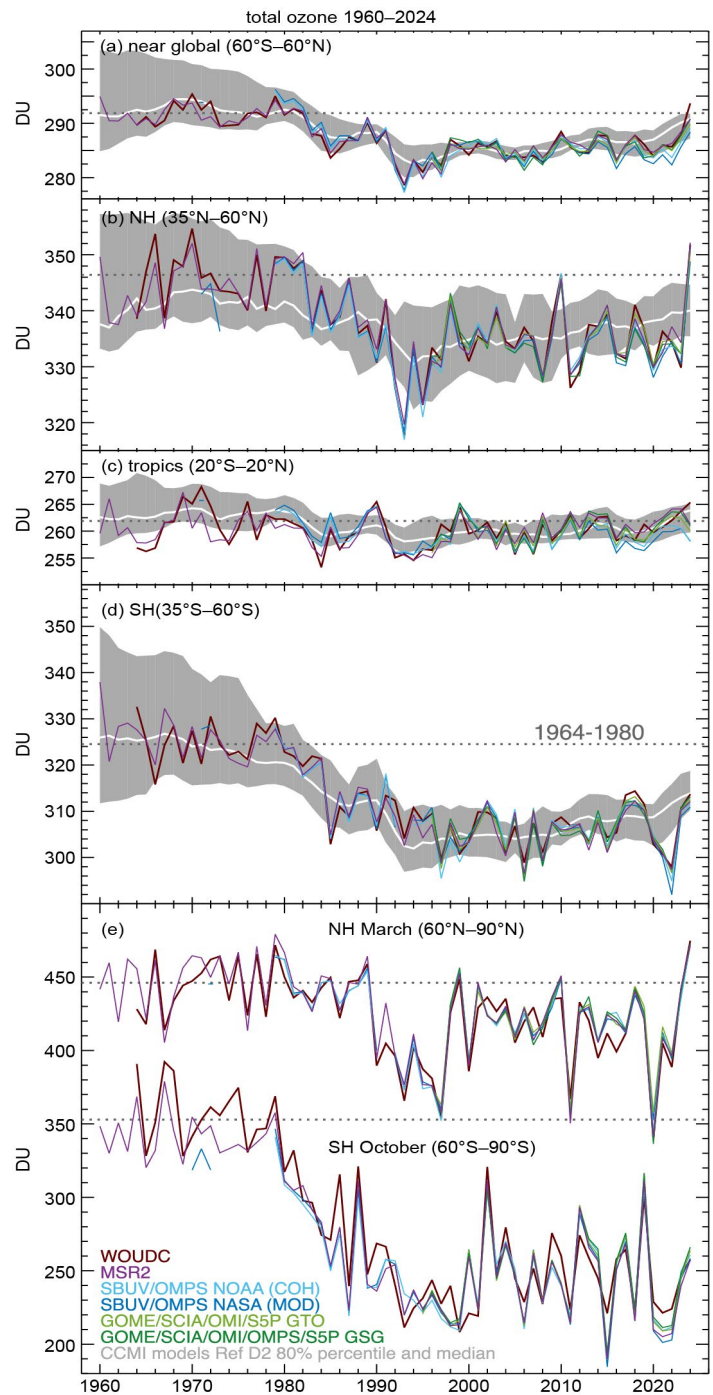 total ozone 1960–2024
(a) near global (60°S–60°N)
300
290
280
DU
(b) NH (35°N–60°N)
350
340
330
320
DU
(c) tropics (20°S–20°N)
270
265
260
255
DU
(d) SH(35°S–60°S)
350
340
330
320
310
300
DU
1964-1980
(e)
NH March (60°N–90°N)
450
400
350
300
250
200
DU
SH October (60°S–90°S)
WOUDC
MSR2
SBUV/OMPS NOAA (COH)
SBUV/OMPS NASA (MOD)
GOME/SCIA/OMI/S5P GTO
GOME/SCIA/OMI/OMPS/S5P GSG
CCMI models Ref D2 80% percentile and median
1960 1970 1980 1990 2000 2010 2020